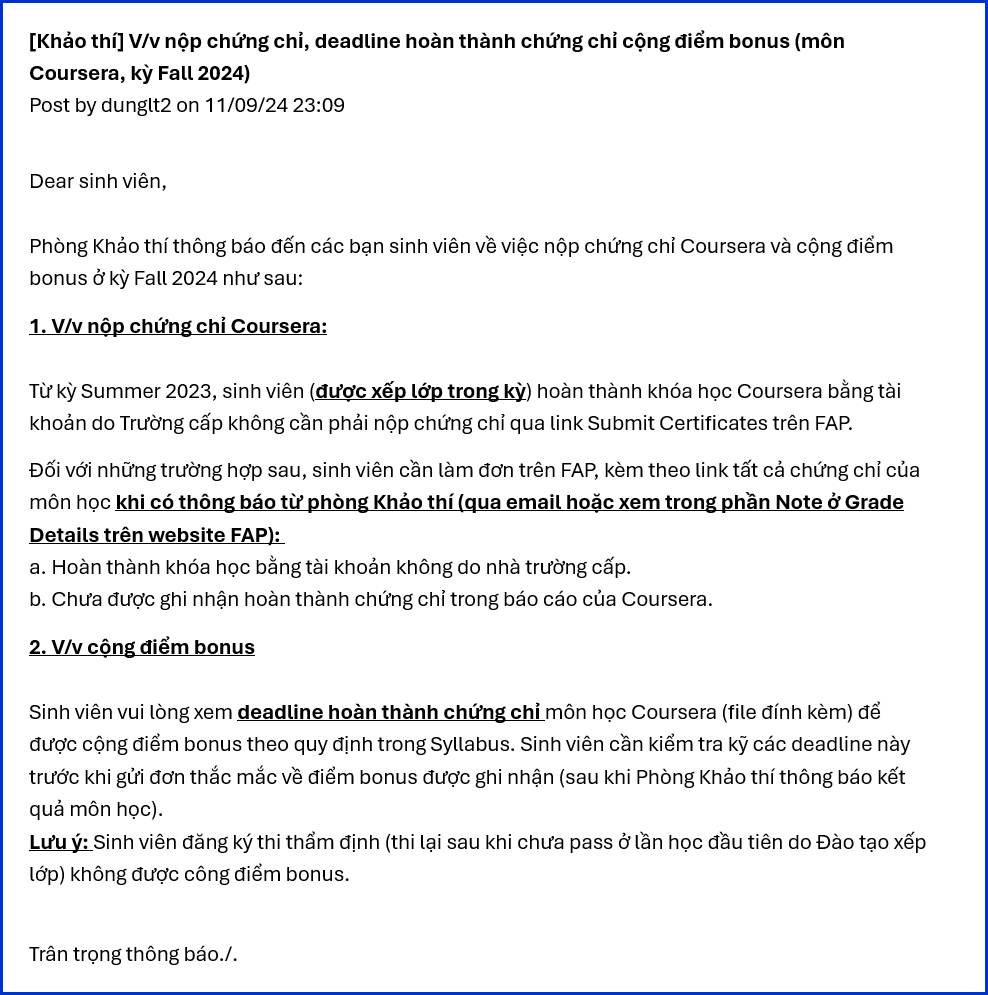 [Khảo thí] V/v nộp chứng chỉ, deadline hoàn thành chứng chỉ cộng điểm bonus (môn
Coursera, kỳ Fall 2024)
Post by dunglt2 on 11/09/24 23:09
Dear sinh viên,
Phòng Khảo thí thông báo đến các bạn sinh viên về việc nộp chứng chỉ Coursera và cộng điểm
bonus ở kỳ Fall 2024 như sau:
1. V/v nộp chứng chỉ Coursera:
Từ kỳ Summer 2023, sinh viên (được xếp lớp trong kỳ) hoàn thành khóa học Coursera bằng tài
khoản do Trường cấp không cần phải nộp chứng chỉ qua link Submit Certificates trên FAP.
Đối với những trường hợp sau, sinh viên cần làm đơn trên FAP, kèm theo link tất cả chứng chỉ của
môn học khi có thông báo từ phòng Khảo thí (qua email hoặc xem trong phần Note ở Grade
Details trên website FAP):
a. Hoàn thành khóa học bằng tài khoản không do nhà trường cấp.
b. Chưa được ghi nhận hoàn thành chứng chỉ trong báo cáo của Coursera.
2. V/v cộng điểm bonus
Sinh viên vui lòng xem deadline hoàn thành chứng chỉ môn học Coursera (file đính kèm) để
được cộng điểm bonus theo quy định trong Syllabus. Sinh viên cần kiểm tra kỹ các deadline này
trước khi gửi đơn thắc mắc về điểm bonus được ghi nhận (sau khi Phòng Khảo thí thông báo kết
quả môn học).
Lưu ý: Sinh viên đăng ký thi thẩm định (thi lại sau khi chưa pass ở lần học đầu tiên do Đào tạo xếp
lớp) không được công điểm bonus.
Trân trọng thông báo./.